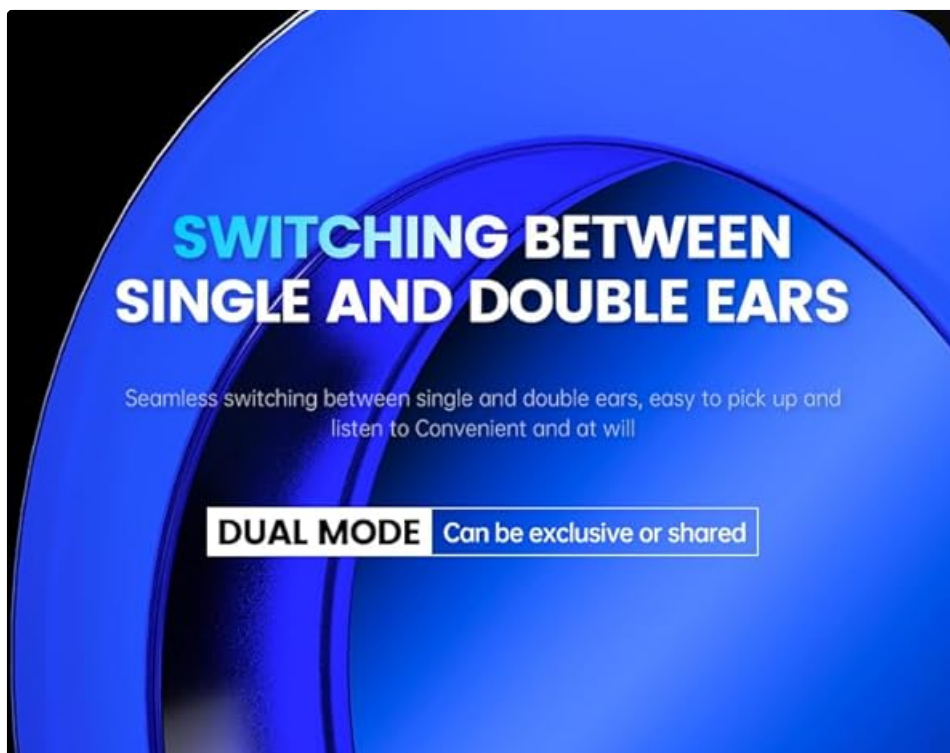 SWITCHING BETWEEN
SINGLE AND DOUBLE EARS
Seamless switching between single and double ears, easy to pick up and
listen to Convenient and at will
DUAL MODE Can be exclusive or shared